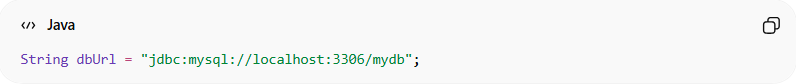 </> Java
String dbUrl = "jdbc:mysql://localhost:3306/mydb";